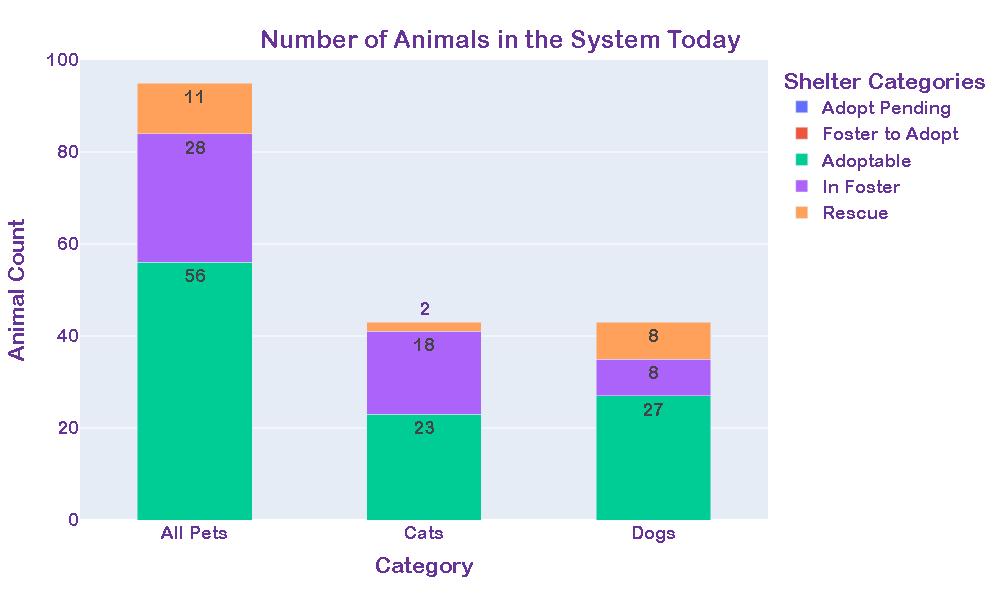 Number of Animals in the System Today
Shelter Categories
Adopt Pending
Foster to Adopt
Adoptable
In Foster
Rescue
Animal Count
100
80
60
40
20
0
11
28
56
2
18
23
8
8
27
All Pets
Cats
Dogs
Category